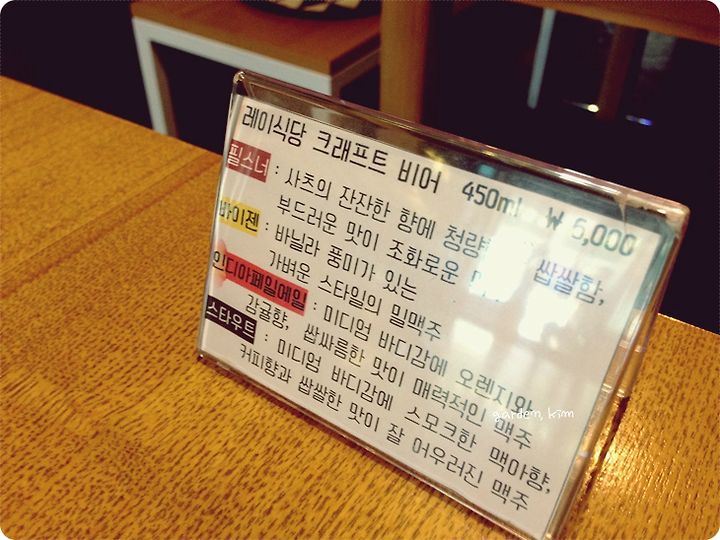 레이식당 크래프트 비어 450ml ₩ 6,000
필스너 : 사츠의 잔잔한 향에 쌉쌀함,
부드러운 맛이 조화로운
바이젠 : 바닐라 풍미가 있는
가벼운 스타일의 밀맥주
인디아페일에일 : 미디엄 바디감에 오렌지와
감귤향, 쌉싸름한 맛이 매력적인 맥주
스타우트 : 미디엄 바디감에 스모크한 맥아향,
커피향과 쌉쌀한 맛이 잘 어우러진 맥주
garden, kim